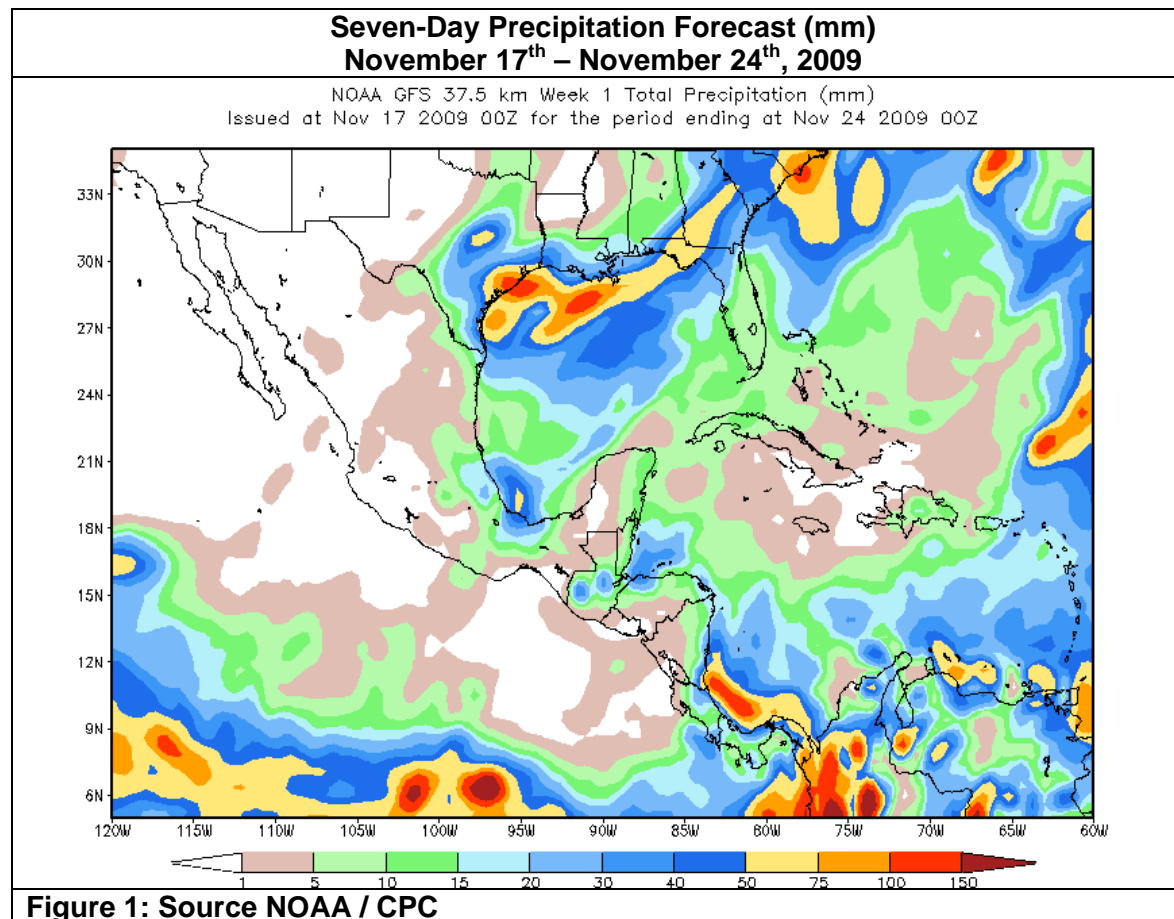 Seven-Day Precipitation Forecast (mm)
November 17th – November 24th, 2009
NOAA GFS 37.5 km Week 1 Total Precipitation (mm)
Issued at Nov 17 2009 00Z for the period ending at Nov 24 2009 00Z
33N
30N
27N
24N
21N
18N
15N
12N
9N
6N
120W 115W 110W 105W 100W 95W 90W 85W 80W 75W 70W 65W 60W
1 5 10 15 20 30 40 50 75 100 150
Figure 1: Source NOAA / CPC